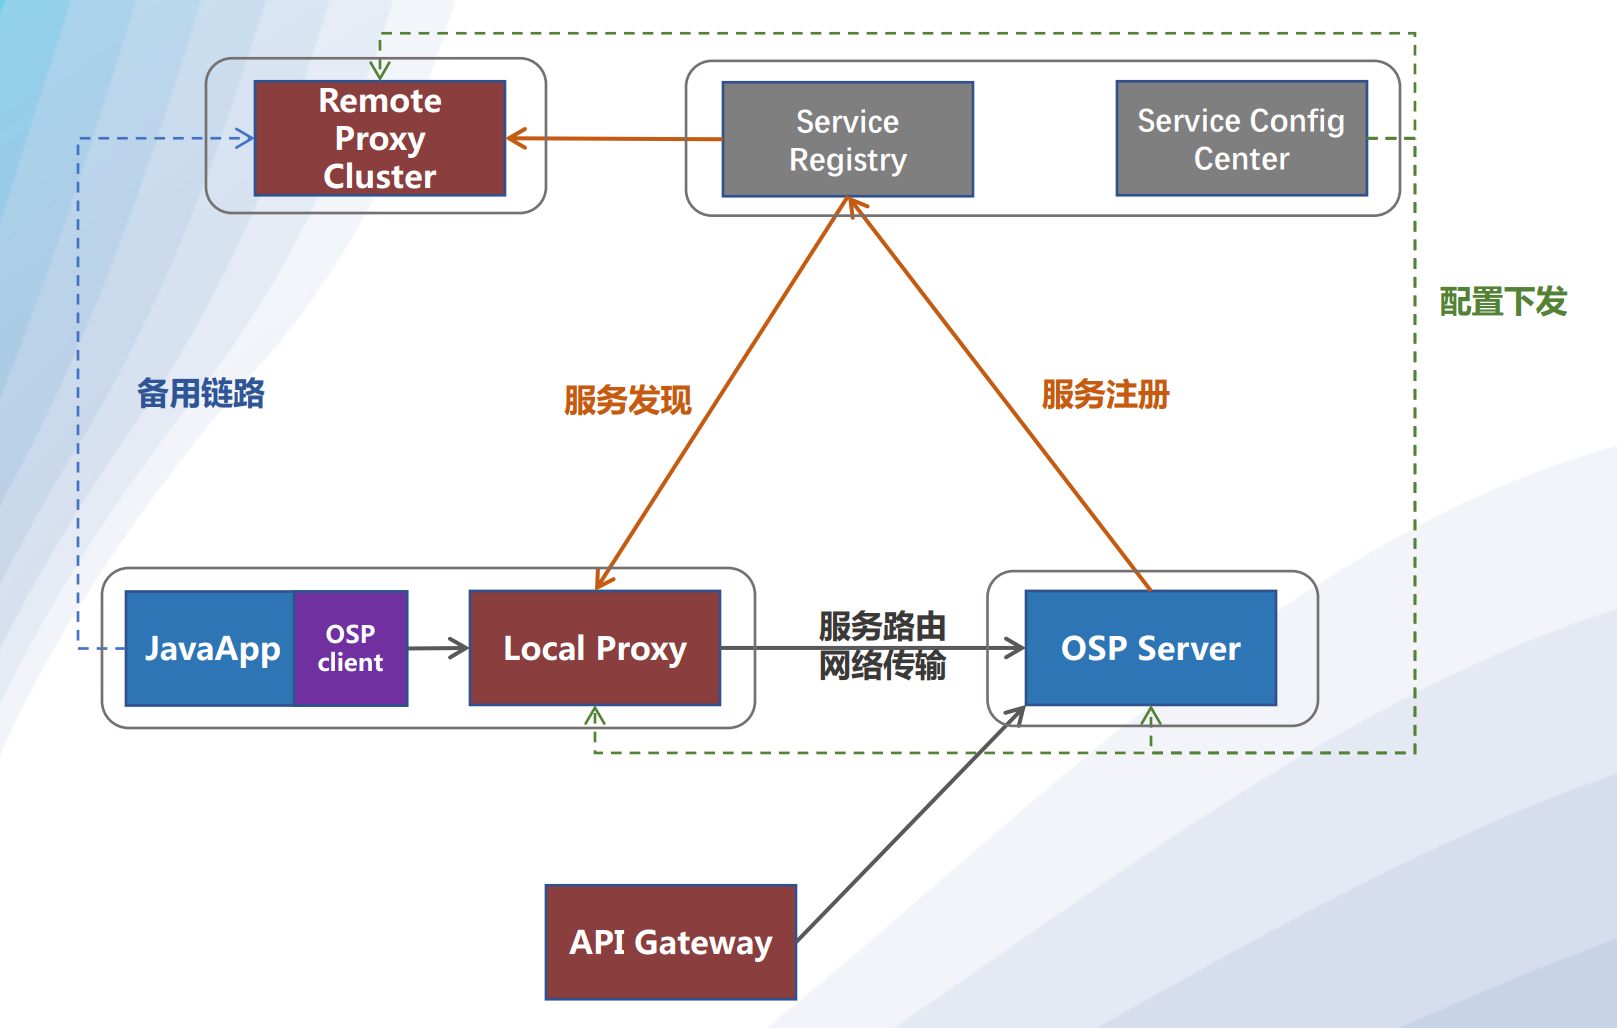 Remote
Proxy
Cluster
Service
Registry
Service Config
Center
配置下发
备用链路
服务发现
服务注册
JavaApp
OSP
client
Local Proxy
服务路由
网络传输
OSP Server
API Gateway